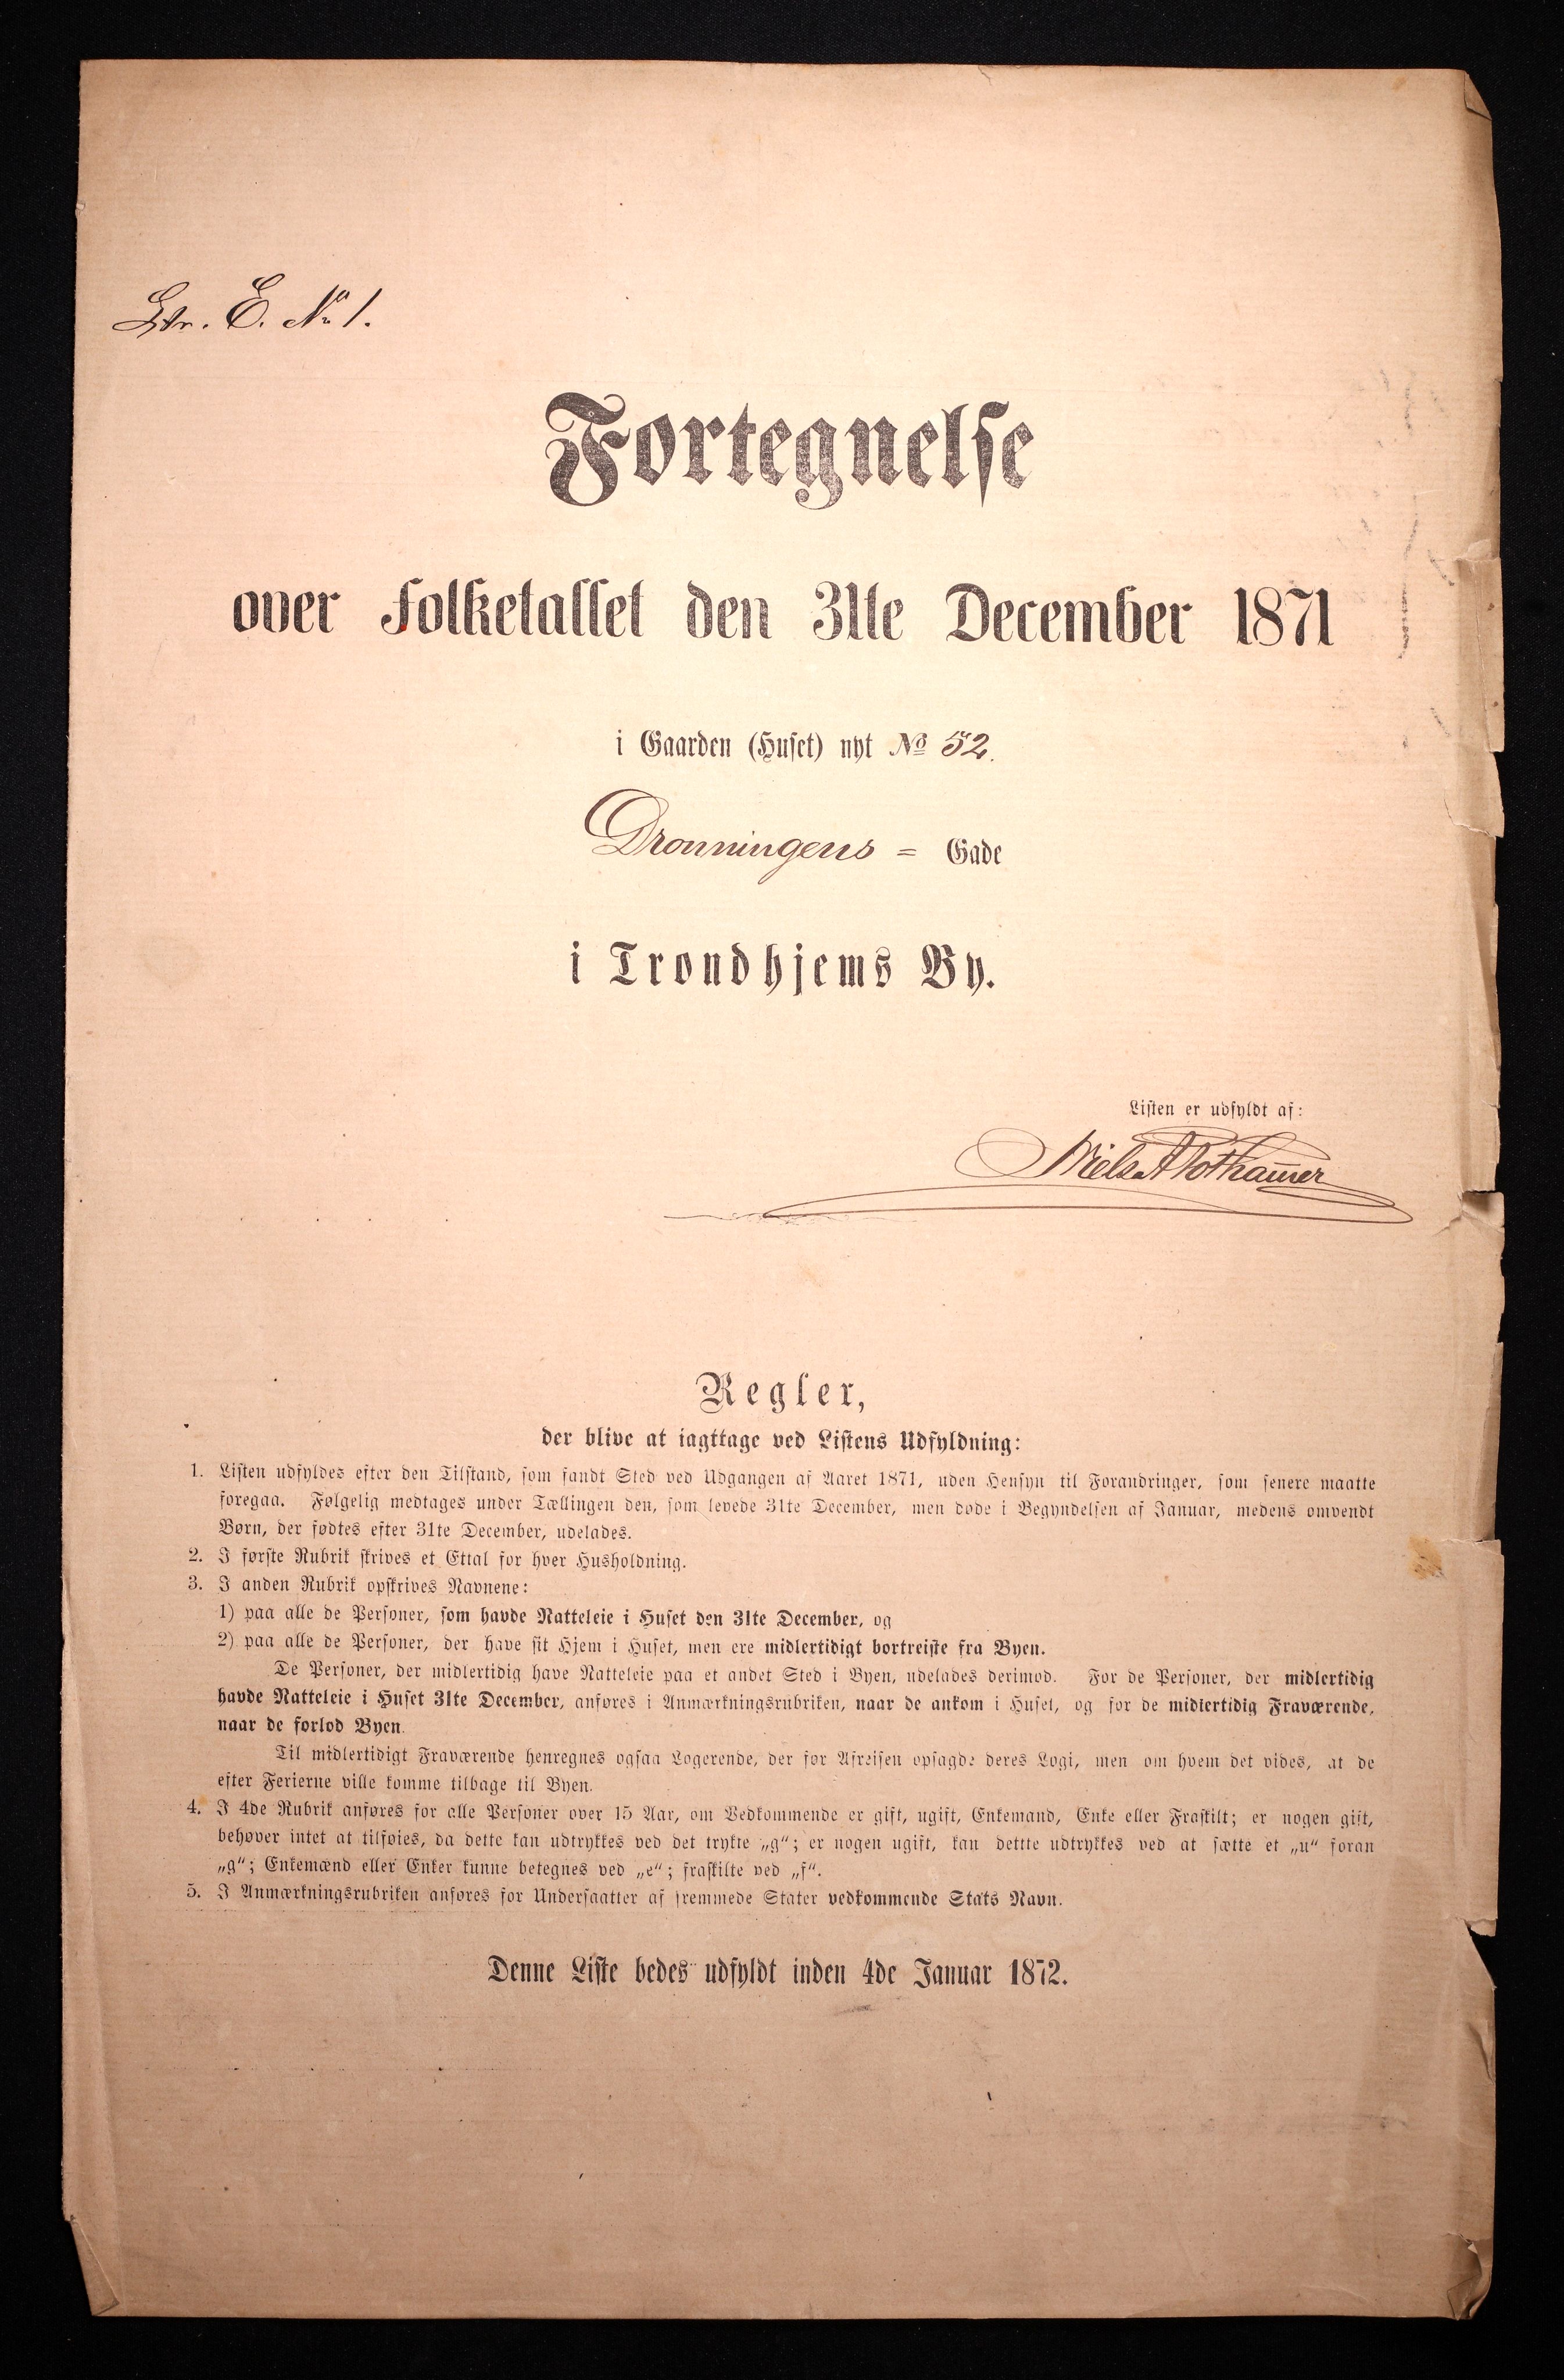 Ltr. E. No 1.
Fortegnelse
over Folketallet den 31te December 1871
i Gaarden (Huset) nyt No 52.
Dronningens = Gade
i Trondhjems By.
Listen er udfyldt af:
Niels A
Regler,
der blive at iagttage ved Listens Udfyldning:
1. Listen udfyldes efter den Tilstand, som fandt Sted ved Udgangen af Aaret 1871, uden Hensyn til Forandringer, som senere maatte
foregaa. Følgelig medtages under Tællingen den, som levede 31te December, men døde i Begyndelsen af Januar, medens omvendt
Børn, der fødtes efter 31te December, udelades.
2. I første Rubrik skrives et Ettal for hver Husholdning.
3. I anden Rubrik opskrives Navnene:
1) paa alle de Personer, som havde Natteleie i Huset den 31te December, og
2) paa alle de Personer, der have sit Hjem i Huset, men ere midlertidigt bortreiste fra Byen.
De Personer, der midlertidig have Natteleie paa et andet Sted i Byen, udelades derimod. For de Personer, der midlertidig
havde Natteleie i Huset 31te December, anføres i Anmærkningsrubriken, naar de ankom i Huset, og for de midlertidig Fraværende,
naar de forlod Byen.
Til midlertidigt Fraværende henregnes ogsaa Logerende, der før Afreisen opsagde deres Logi, men om hvem det vides, at de
efter Ferierne ville komme tilbage til Byen.
4. I 4de Rubrik anføres for alle Personer over 15 Aar, om Vedkommende er gift, ugift, Enkemand, Enke eller Fraskilt; er nogen gift,
behøver intet at tilføies, da dette kan udtrykkes ved det trykte „g“; er nogen ugift, kan dettte udtrykkes ved at sætte et „u“ foran
„g“; Enkemænd eller Enker kunne betegnes ved „e“; fraskilte ved „f“.
5. I Anmærkningsrubriken anføres for Undersaatter af fremmede Stater vedkommende Stats Navn.
Denne Liste bedes udfyldt inden 4de Januar 1872.